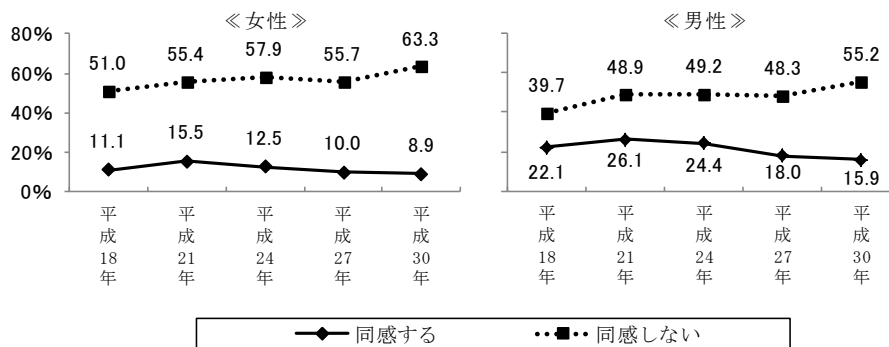 ≪女性≫
80%
60%
40%
20%
0%
51.0 55.4 57.9 55.7 63.3
11.1 15.5 12.5 10.0 8.9
平成18年 平成21年 平成24年 平成27年 平成30年
≪男性≫
39.7 48.9 49.2 48.3 55.2
22.1 26.1 24.4 18.0 15.9
平成18年 平成21年 平成24年 平成27年 平成30年
同感する 同感しない